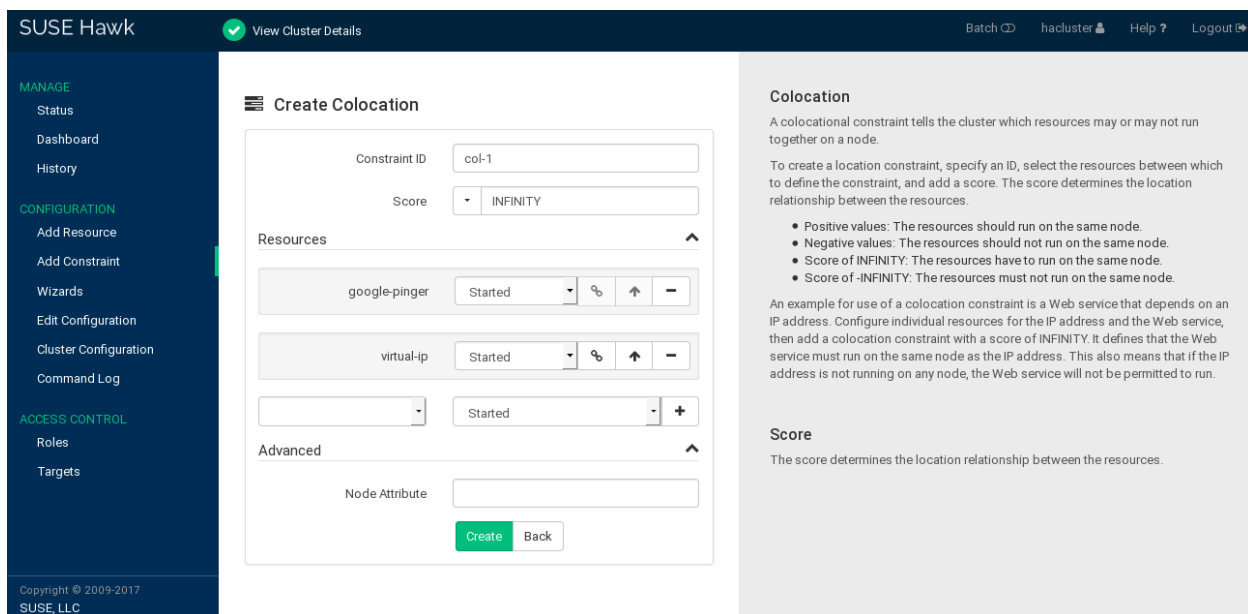 SUSE Hawk
View Cluster Details
Batch
hacluster
Help ?
Logout
MANAGE
Status
Dashboard
History
CONFIGURATION
Add Resource
Add Constraint
Wizards
Edit Configuration
Cluster Configuration
Command Log
ACCESS CONTROL
Roles
Targets
Copyright © 2009-2017
SUSE, LLC
Create Colocation
Constraint ID
col-1
Score
INFINITY
Resources
google-pinger
Started
virtual-ip
Started
Started
Advanced
Node Attribute
Create
Back
Colocation
A colocational constraint tells the cluster which resources may or may not run
together on a node.
To create a location constraint, specify an ID, select the resources between which
to define the constraint, and add a score. The score determines the location
relationship between the resources.
● Positive values: The resources should run on the same node.
● Negative values: The resources should not run on the same node.
● Score of INFINITY: The resources have to run on the same node.
● Score of -INFINITY: The resources must not run on the same node.
An example for use of a colocation constraint is a Web service that depends on an
IP address. Configure individual resources for the IP address and the Web service,
then add a colocation constraint with a score of INFINITY. It defines that the Web
service must run on the same node as the IP address. This also means that if the IP
address is not running on any node, the Web service will not be permitted to run.
Score
The score determines the location relationship between the resources.